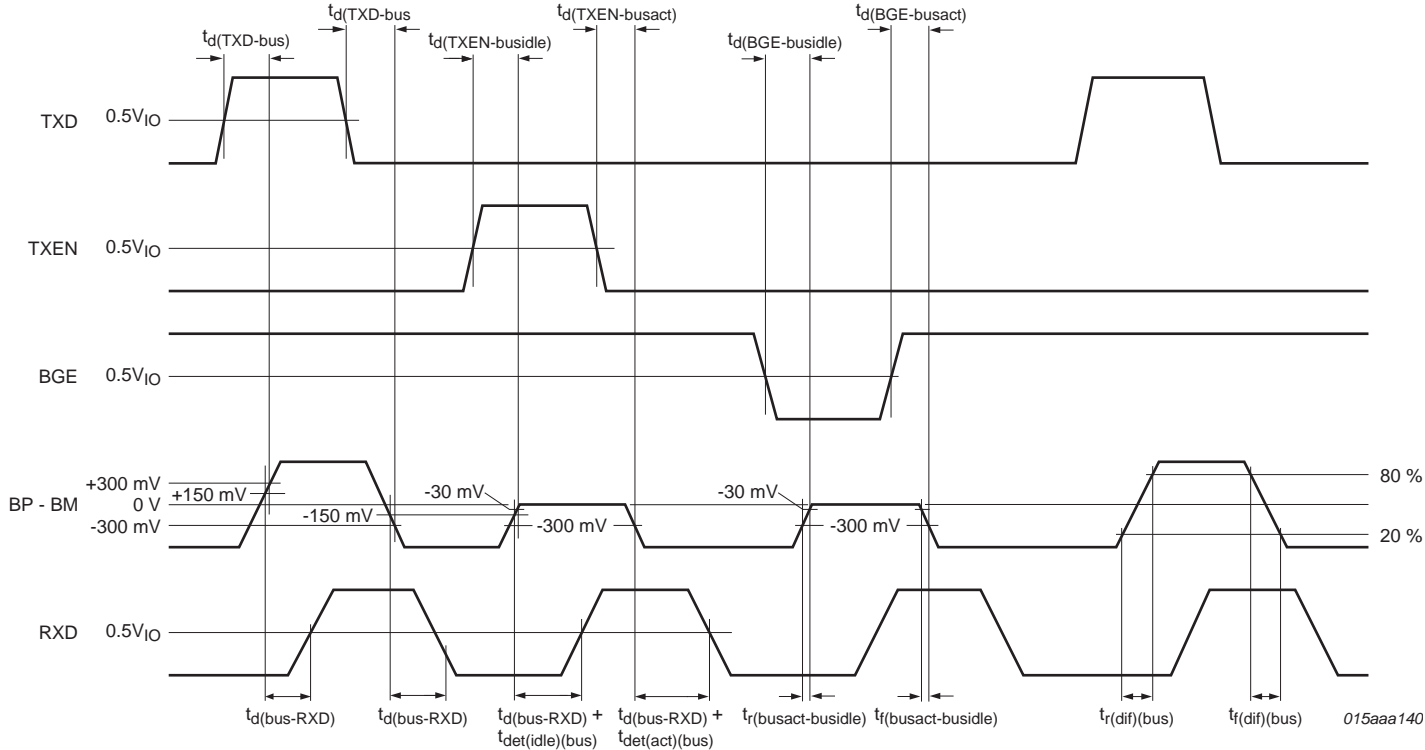 td(TXD-bus
td(TXEN-busact)
td(BGE-busact)
td(TXD-bus)
td(TXEN-busidle)
td(BGE-busidle)
TXD 0.5VIO
TXEN 0.5VIO
BGE 0.5VIO
+300 mV
+150 mV
-30 mV
-30 mV
80 %
BP - BM
0 V
-150 mV
-300 mV
-300 mV
-300 mV
20 %
RXD 0.5VIO
td(bus-RXD)
td(bus-RXD)
td(bus-RXD) +
tdet(idle)(bus)
td(bus-RXD) +
tdet(act)(bus)
tr(busact-busidle)
tf(busact-busidle)
tr(dif)(bus)
tf(dif)(bus)
015aaa140